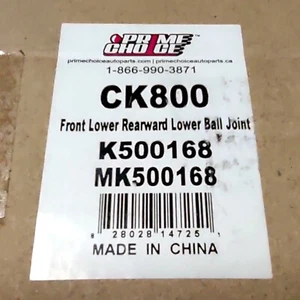 PRIME
CHOICE
primechoiceautoparts.com | primechoiceautoparts.ca
1-866-990-3871
CK800
Front Lower Rearward Lower Ball Joint
K500168
MK500168
8 28028 14725 1
MADE IN CHINA